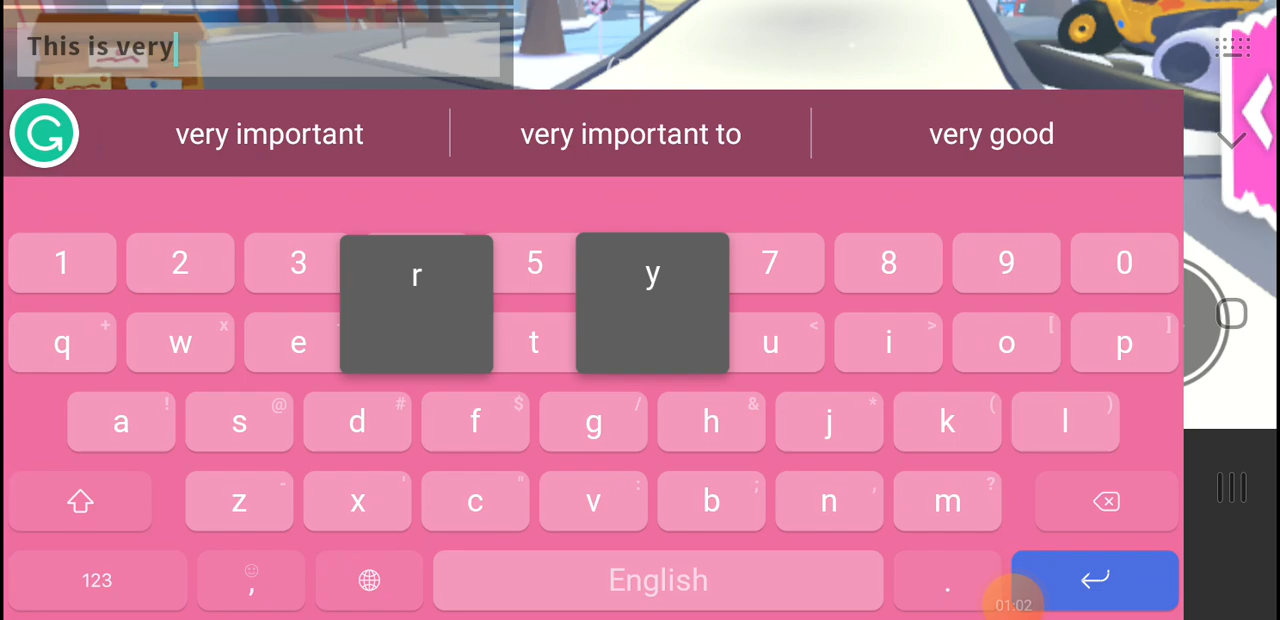 This is very
very important
very important to
very good
1 2 3 5 7 8 9 0
r y
q + w x e t u < i > o [ p ]
a ! s @ d # f $ g / h & j * k ( l )
z - x ' c " v : b ; n , m ?
123 , English .
01:02